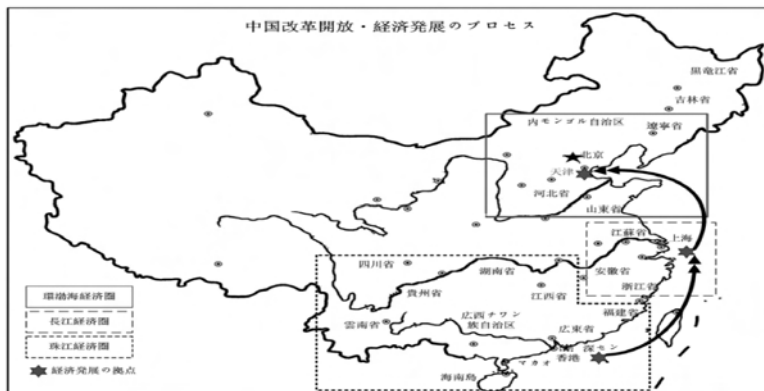 中国改革開放・経済発展のプロセス
黒竜江省
吉林省
遼寧省
内モンゴル自治区
北京
天津
河北省
山東省
江蘇省
上海
安徽省
浙江省
四川省
湖南省
貴州省
江西省
福建省
雲南省
広西チワン
族自治区
広東省
深セン
香港
マカオ
海南島
環渤海経済圏
長江経済圏
珠江経済圏
経済発展の拠点